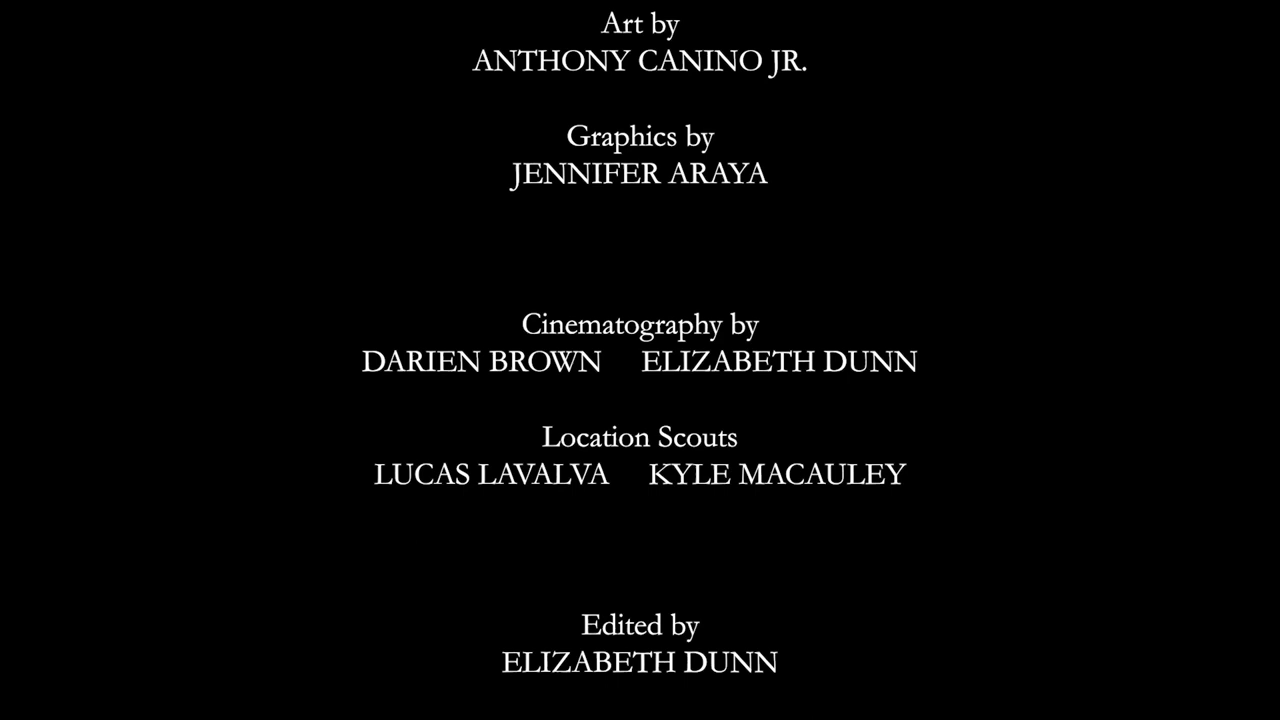 Art by
ANTHONY CANINO JR.
Graphics by
JENNIFER ARAYA
Cinematography by
DARIEN BROWN ELIZABETH DUNN
Location Scouts
LUCAS LAVALVA KYLE MACAULEY
Edited by
ELIZABETH DUNN